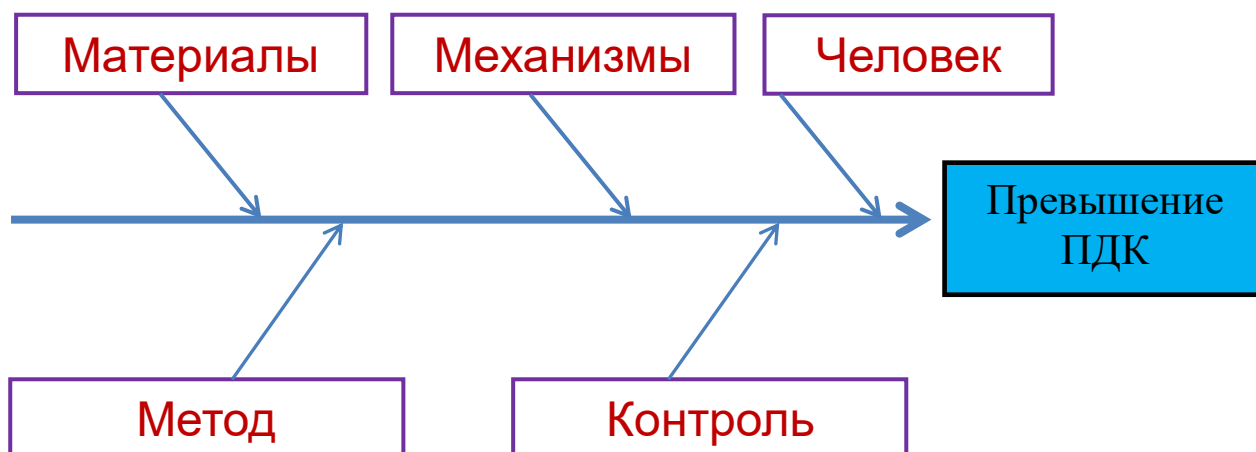 Материалы
Механизмы
Человек
Превышение
ПДК
Метод
Контроль